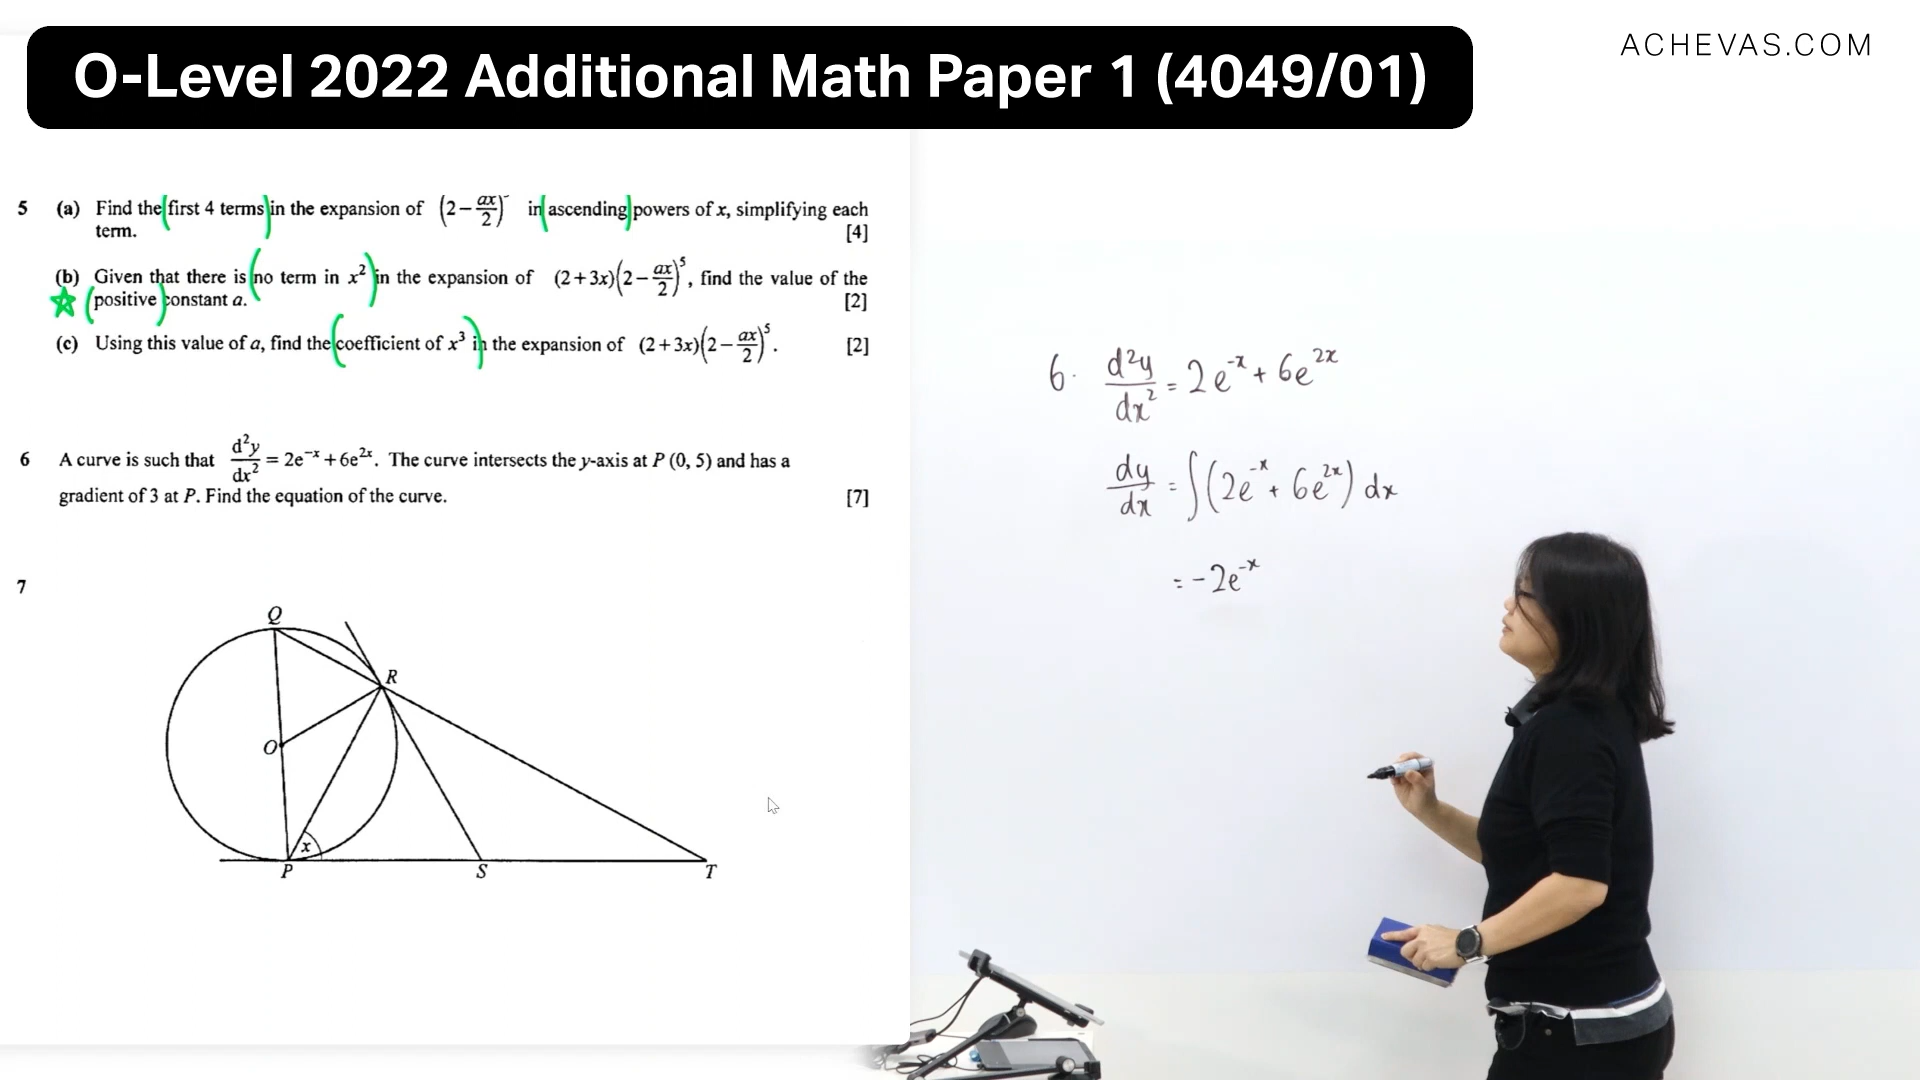 O-Level 2022 Additional Math Paper 1 (4049/01)
ACHEVAS.COM
5 (a) Find the first 4 terms in the expansion of (2 − ax/2) in ascending powers of x, simplifying each
term. [4]
(b) Given that there is no term in x² in the expansion of (2+3x)(2 − ax/2)⁵, find the value of the
positive constant a. [2]
(c) Using this value of a, find the coefficient of x³ in the expansion of (2+3x)(2 − ax/2)⁵. [2]
6 A curve is such that d²y/dx² = 2e⁻ˣ + 6e²ˣ. The curve intersects the y-axis at P (0, 5) and has a
gradient of 3 at P. Find the equation of the curve. [7]
7
Q
R
O
x
P S T
6. d²y/dx² = 2e⁻ˣ + 6e²ˣ
dy/dx = ∫(2e⁻ˣ + 6e²ˣ) dx
= −2e⁻ˣ